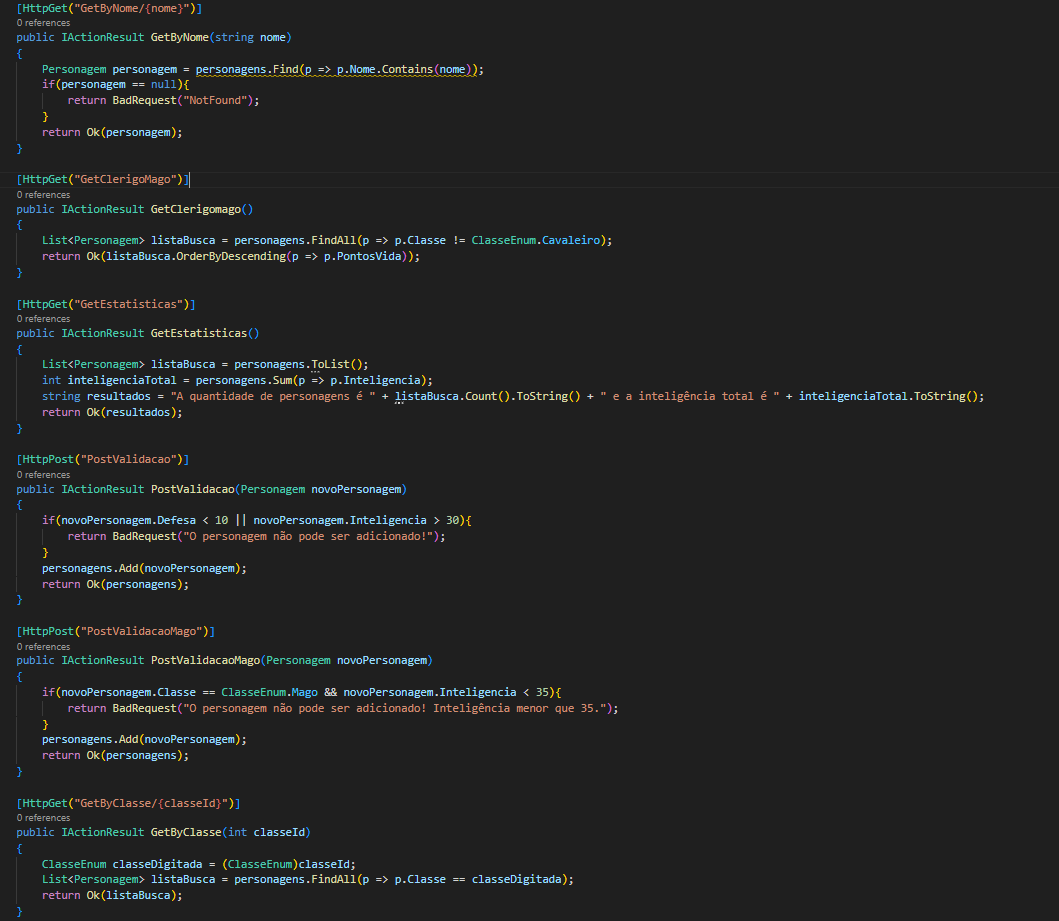 [HttpGet("GetByNome/{nome}")]
0 references
public IActionResult GetByNome(string nome)
{
    Personagem personagem = personagens.Find(p => p.Nome.Contains(nome));
    if(personagem == null){
        return BadRequest("NotFound");
    }
    return Ok(personagem);
}

[HttpGet("GetClerigoMago")]
0 references
public IActionResult GetClerigomago()
{
    List<Personagem> listaBusca = personagens.FindAll(p => p.Classe != ClasseEnum.Cavaleiro);
    return Ok(listaBusca.OrderByDescending(p => p.PontosVida));
}

[HttpGet("GetEstatisticas")]
0 references
public IActionResult GetEstatisticas()
{
    List<Personagem> listaBusca = personagens.ToList();
    int inteligenciaTotal = personagens.Sum(p => p.Inteligencia);
    string resultados = "A quantidade de personagens é " + listaBusca.Count().ToString() + " e a inteligência total é " + inteligenciaTotal.ToString();
    return Ok(resultados);
}

[HttpPost("PostValidacao")]
0 references
public IActionResult PostValidacao(Personagem novoPersonagem)
{
    if(novoPersonagem.Defesa < 10 || novoPersonagem.Inteligencia > 30){
        return BadRequest("O personagem não pode ser adicionado!");
    }
    personagens.Add(novoPersonagem);
    return Ok(personagens);
}

[HttpPost("PostValidacaoMago")]
0 references
public IActionResult PostValidacaoMago(Personagem novoPersonagem)
{
    if(novoPersonagem.Classe == ClasseEnum.Mago && novoPersonagem.Inteligencia < 35){
        return BadRequest("O personagem não pode ser adicionado! Inteligência menor que 35.");
    }
    personagens.Add(novoPersonagem);
    return Ok(personagens);
}

[HttpGet("GetByClasse/{classeId}")]
0 references
public IActionResult GetByClasse(int classeId)
{
    ClasseEnum classeDigitada = (ClasseEnum)classeId;
    List<Personagem> listaBusca = personagens.FindAll(p => p.Classe == classeDigitada);
    return Ok(listaBusca);
}